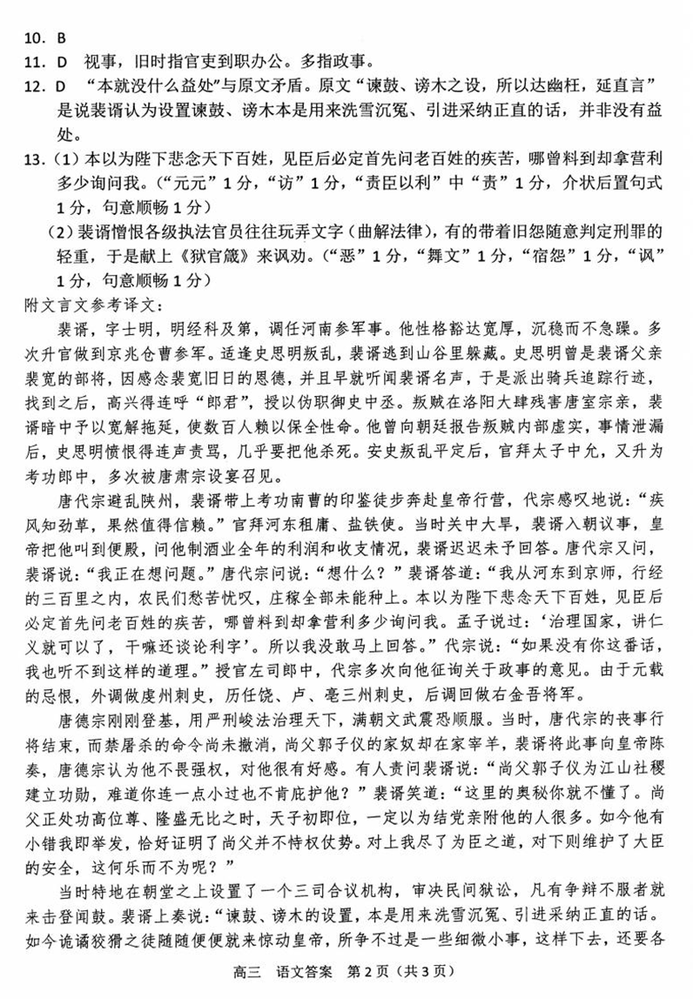 10．B
11．D 视事，旧时指官吏到职办公。多指政事。
12．D “本就没什么益处”与原文矛盾。原文“谏鼓、谤木之设，所以达幽枉，延直言”
是说裴谞认为设置谏鼓、谤木本是用来洗雪沉冤、引进采纳正直的话，并非没有益
处。
13．（1）本以为陛下悲念天下百姓，见臣后必定首先问老百姓的疾苦，哪曾料到却拿营利
多少询问我。（“元元”1 分，“访”1 分，“责臣以利”中“责”1 分，介状后置句式
1 分，句意顺畅 1 分）
（2）裴谞憎恨各级执法官员往往玩弄文字（曲解法律），有的带着旧怨随意判定刑罪的
轻重，于是献上《狱官箴》来讽劝。（“恶”1 分，“舞文”1 分，“宿怨”1 分，“讽”
1 分，句意顺畅 1 分）
附文言文参考译文：
裴谞，字士明，明经科及第，调任河南参军事。他性格豁达宽厚，沉稳而不急躁。多
次升官做到京兆仓曹参军。适逢史思明叛乱，裴谞逃到山谷里躲藏。史思明曾是裴谞父亲
裴宽的部将，因感念裴宽旧日的恩德，并且早就听闻裴谞名声，于是派出骑兵追踪行迹，
找到之后，高兴得连呼“郎君”，授以伪职御史中丞。叛贼在洛阳大肆残害唐室宗亲，裴
谞暗中予以宽解拖延，使数百人赖以保全性命。他曾向朝廷报告叛贼内部虚实，事情泄漏
后，史思明愤恨得连声责骂，几乎要把他杀死。安史叛乱平定后，官拜太子中允，又升为
考功郎中，多次被唐肃宗设宴召见。
唐代宗避乱陕州，裴谞带上考功南曹的印鉴徒步奔赴皇帝行营，代宗感叹地说：“疾
风知劲草，果然值得信赖。”官拜河东租庸、盐铁使。当时关中大旱，裴谞入朝议事，皇
帝把他叫到便殿，问他制酒业全年的利润和收支情况，裴谞迟迟未予回答。唐代宗又问，
裴谞说：“我正在想问题。”唐代宗问说：“想什么？”裴谞答道：“我从河东到京师，行经
的三百里之内，农民们愁苦忧叹，庄稼全部未能种上。本以为陛下悲念天下百姓，见臣后
必定首先问老百姓的疾苦，哪曾料到却拿营利多少询问我。孟子说过：‘治理国家，讲仁
义就可以了，干嘛还谈论利字’。所以我没敢马上回答。”代宗说：“如果没有你这番话，
我也听不到这样的道理。”授官左司郎中，代宗多次向他征询关于政事的意见。由于元载
的忌恨，外调做虔州刺史，历任饶、卢、亳三州刺史，后调回做右金吾将军。
唐德宗刚刚登基，用严刑峻法治理天下，满朝文武震恐顺服。当时，唐代宗的丧事行
将结束，而禁屠杀的命令尚未撤消，尚父郭子仪的家奴却在家宰羊，裴谞将此事向皇帝陈
奏，唐德宗认为他不畏强权，对他很有好感。有人责问裴谞说：“尚父郭子仪为江山社稷
建立功勋，难道你连一点小过也不肯庇护他？”裴谞笑道：“这里的奥秘你就不懂了。尚
父正处功高位尊、隆盛无比之时，天子初即位，一定以为结党亲附他的人很多。如今他有
小错我即举发，恰好证明了尚父并不恃权仗势。对上我尽了为臣之道，对下则维护了大臣
的安全，这何乐而不为呢？”
当时特地在朝堂之上设置了一个三司合议机构，审决民间狱讼，凡有争辩不服者就
来击登闻鼓。裴谞上奏说：“谏鼓、谤木的设置，本是用来洗雪沉冤、引进采纳正直的话。
如今诡谲狡猾之徒随随便便就来惊动皇帝，所争不过是一些细微小事，这样下去，还要各
高三 语文答案 第 2 页（共 3 页）